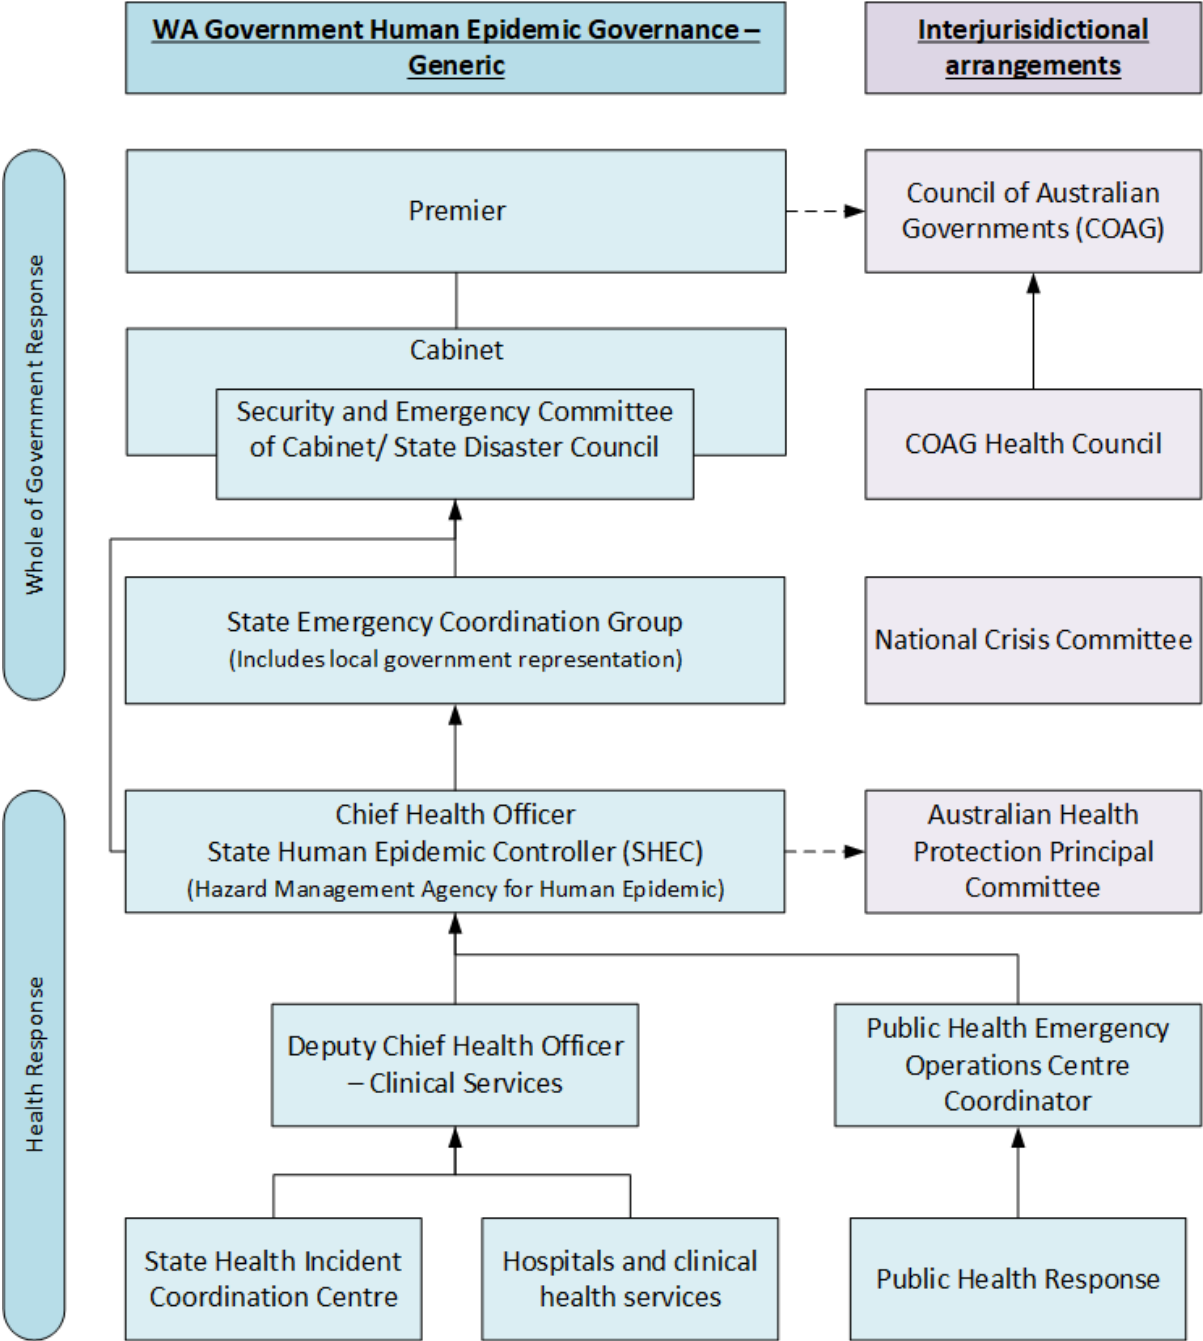 WA Government Human Epidemic Governance –
Generic
Interjurisidictional
arrangements
Whole of Government Response
Premier
Council of Australian
Governments (COAG)
Cabinet
Security and Emergency Committee
of Cabinet/ State Disaster Council
COAG Health Council
State Emergency Coordination Group
(Includes local government representation)
National Crisis Committee
Health Response
Chief Health Officer
State Human Epidemic Controller (SHEC)
(Hazard Management Agency for Human Epidemic)
Australian Health
Protection Principal
Committee
Deputy Chief Health Officer
– Clinical Services
Public Health Emergency
Operations Centre
Coordinator
State Health Incident
Coordination Centre
Hospitals and clinical
health services
Public Health Response